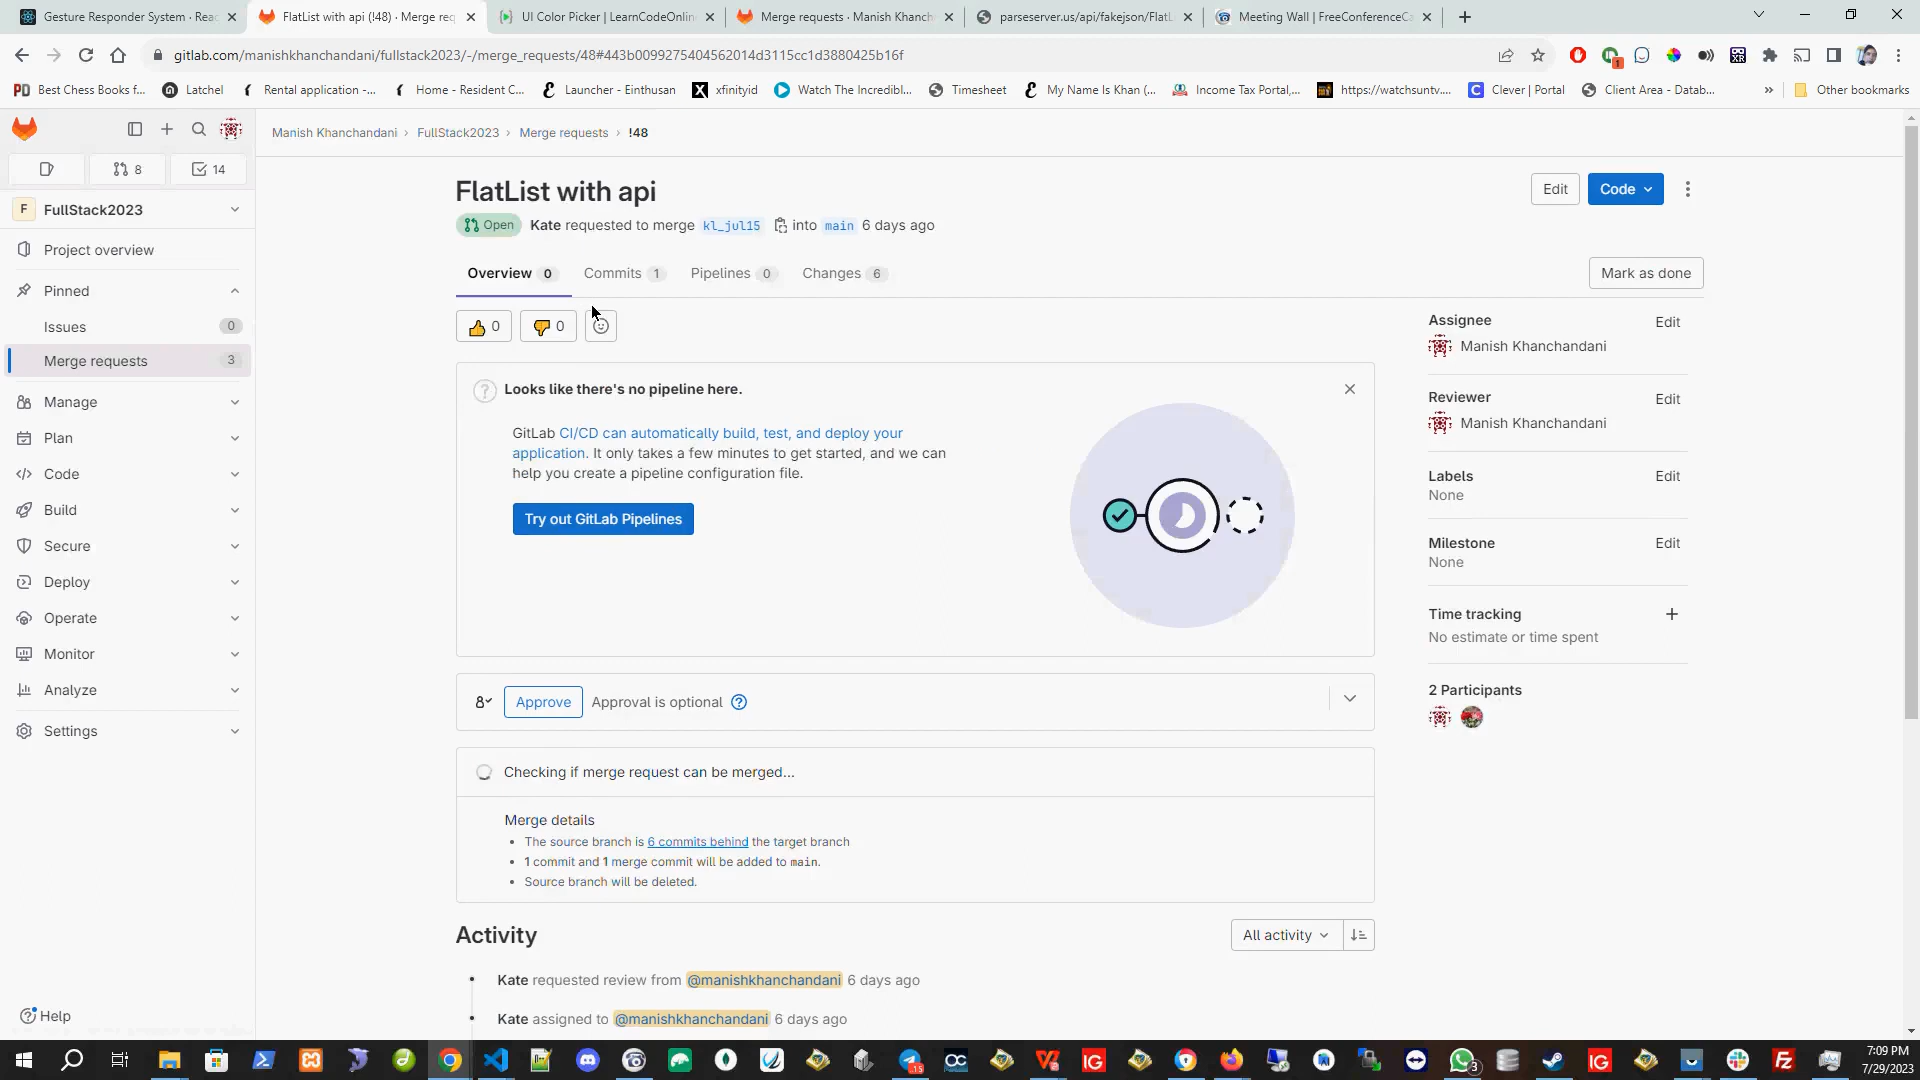 Gesture Responder System · Reac
FlatList with api (!48) · Merge req
UI Color Picker | LearnCodeOnlin
Merge requests · Manish Khanch
parseserver.us/api/fakejson/FlatL
Meeting Wall | FreeConferenceCa
gitlab.com/manishkhanchandani/fullstack2023/-/merge_requests/48#443b0099275404562014d3115cc1d3880425b16f
Best Chess Books f...
Latchel
Rental application -...
Home - Resident C...
Launcher - Einthusan
xfinityid
Watch The Incredibl...
Timesheet
My Name Is Khan (...
Income Tax Portal,...
https://watchsuntv....
Clever | Portal
Client Area - Datab...
»
Other bookmarks
8
14
F FullStack2023
Project overview
Pinned
Issues 0
Merge requests 3
Manage
Plan
Code
Build
Secure
Deploy
Operate
Monitor
Analyze
Settings
Help
Manish Khanchandani › FullStack2023 › Merge requests › !48
FlatList with api
Edit
Code
Open Kate requested to merge kl_jul15 into main 6 days ago
Overview 0 Commits 1 Pipelines 0 Changes 6
Mark as done
0 0
Looks like there's no pipeline here.
GitLab CI/CD can automatically build, test, and deploy your
application. It only takes a few minutes to get started, and we can
help you create a pipeline configuration file.
Try out GitLab Pipelines
Approve Approval is optional
Checking if merge request can be merged...
Merge details
• The source branch is 6 commits behind the target branch
• 1 commit and 1 merge commit will be added to main.
• Source branch will be deleted.
Activity
All activity
• Kate requested review from @manishkhanchandani 6 days ago
• Kate assigned to @manishkhanchandani 6 days ago
Assignee Edit
Manish Khanchandani
Reviewer Edit
Manish Khanchandani
Labels Edit
None
Milestone Edit
None
Time tracking +
No estimate or time spent
2 Participants
7:09 PM
7/29/2023